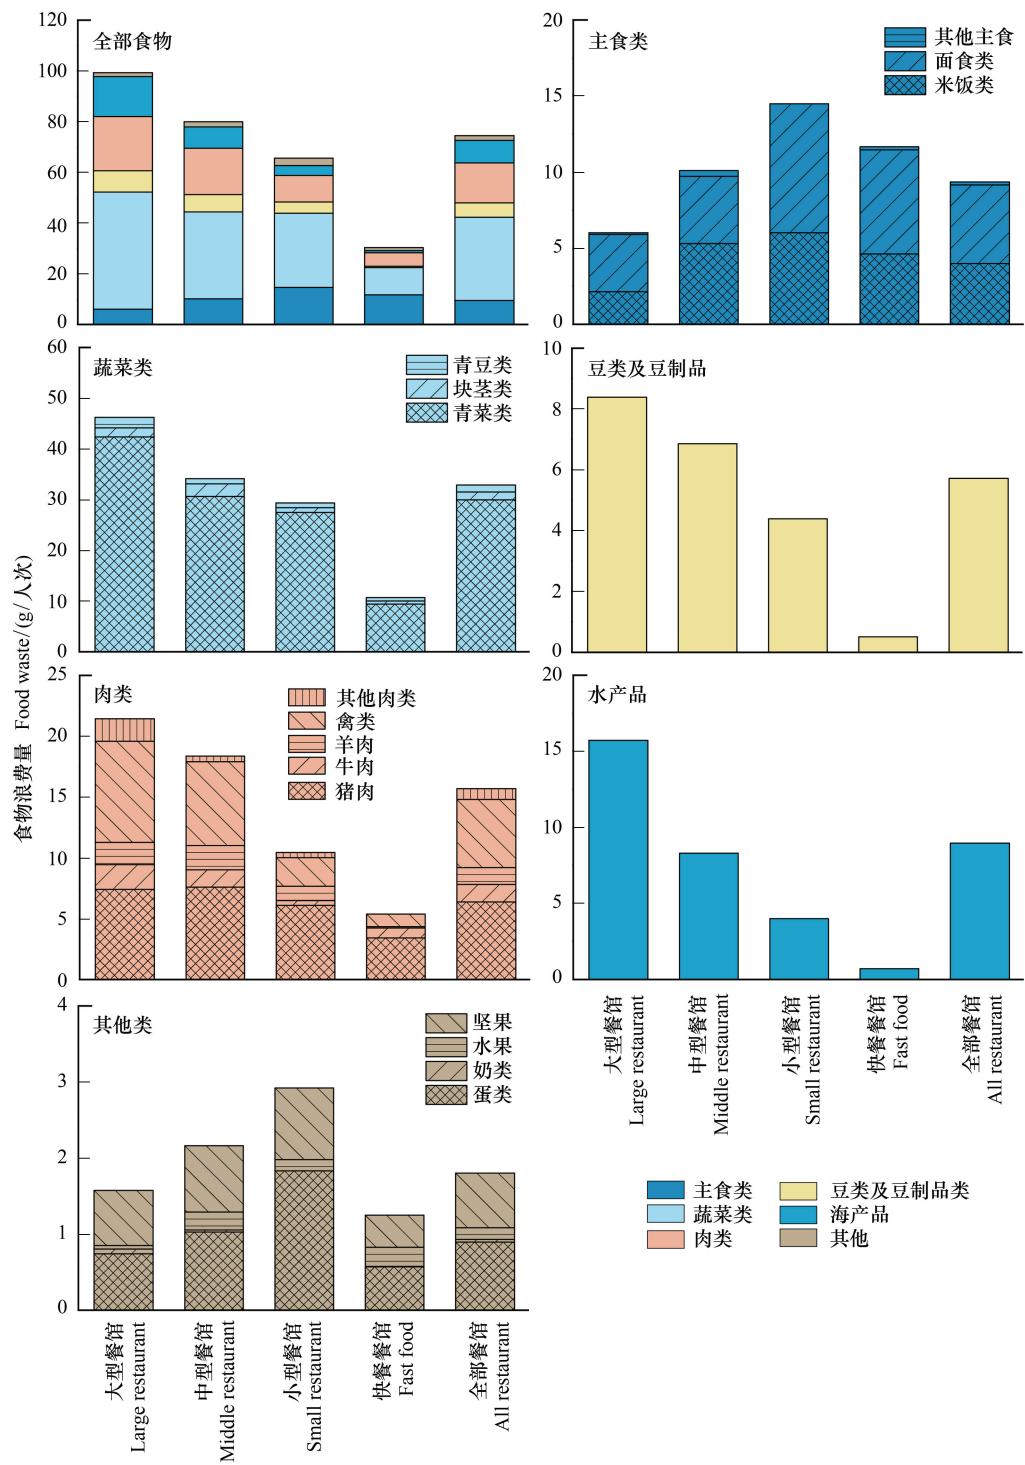 食物浪费量 Food waste/(g/人次)
全部食物
120
100
80
60
40
20
0
主食类
其他主食
面食类
米饭类
20
15
10
5
0
蔬菜类
青豆类
块茎类
青菜类
60
50
40
30
20
10
0
豆类及豆制品
10
8
6
4
2
0
肉类
其他肉类
禽类
羊肉
牛肉
猪肉
25
20
15
10
5
0
水产品
20
15
10
5
0
大型餐馆
Large restaurant
中型餐馆
Middle restaurant
小型餐馆
Small restaurant
快餐餐馆
Fast food
全部餐馆
All restaurant
其他类
坚果
水果
奶类
蛋类
4
3
2
1
0
大型餐馆
Large restaurant
中型餐馆
Middle restaurant
小型餐馆
Small restaurant
快餐餐馆
Fast food
全部餐馆
All restaurant
主食类
豆类及豆制品类
蔬菜类
海产品
肉类
其他